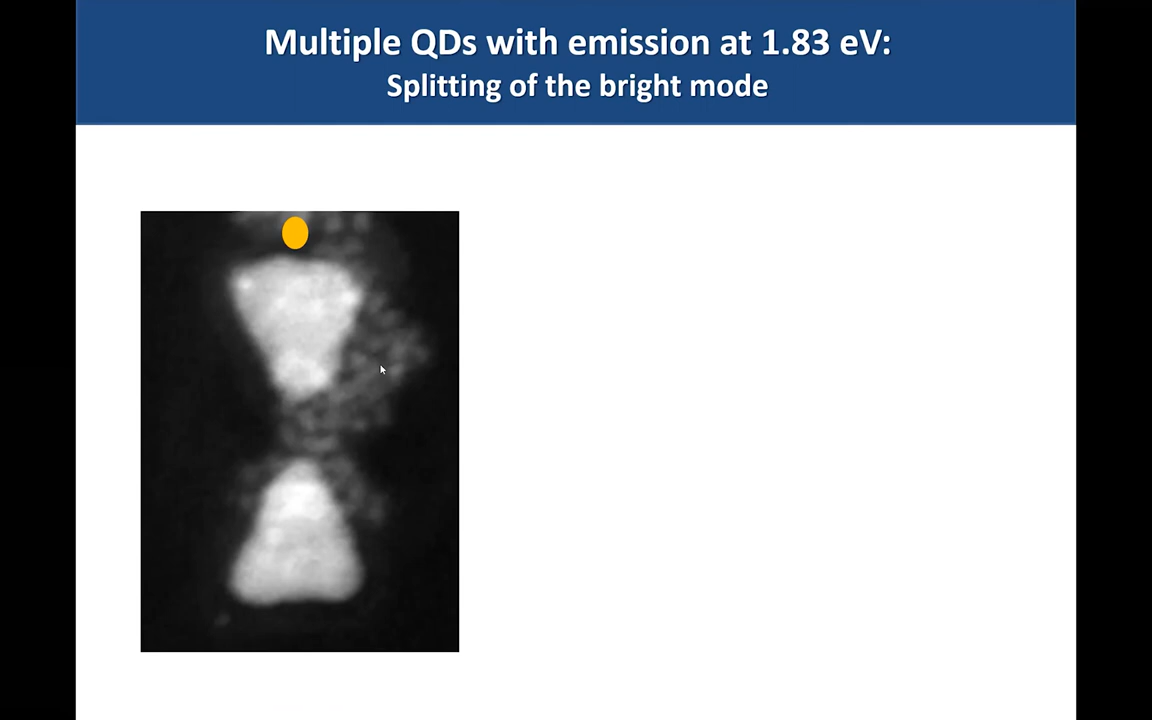 Multiple QDs with emission at 1.83 eV:
Splitting of the bright mode